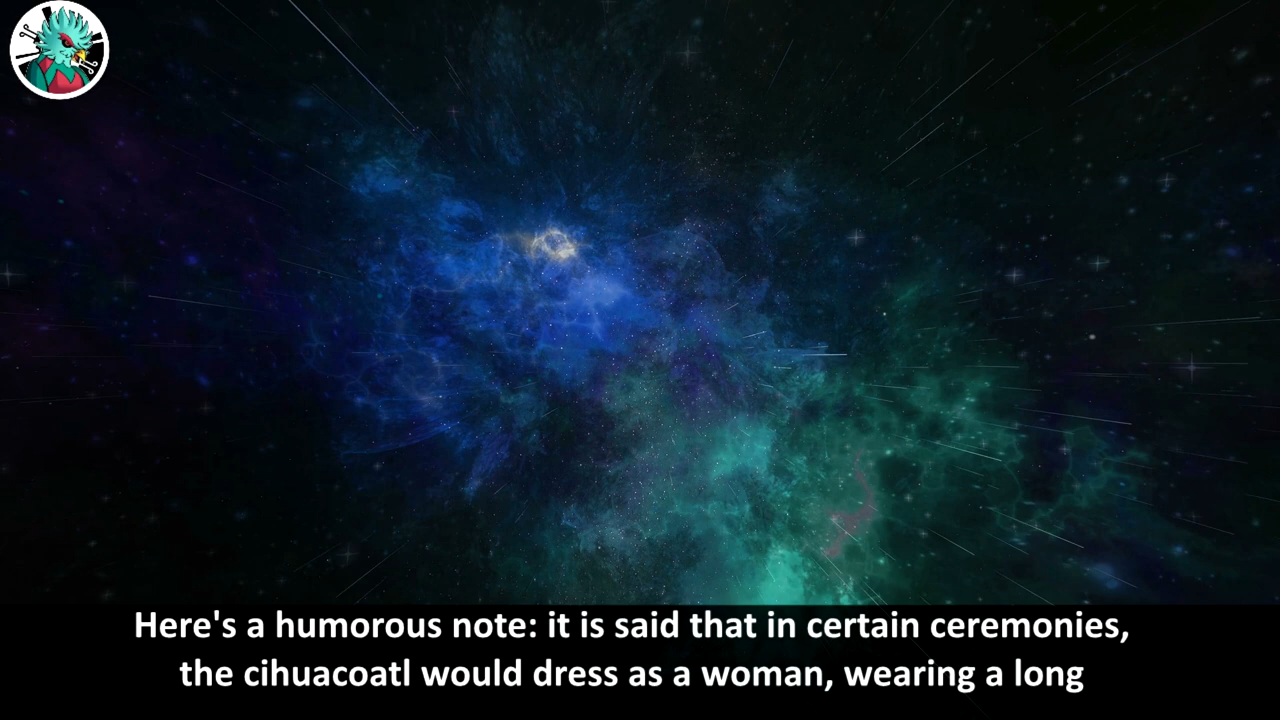 Here's a humorous note: it is said that in certain ceremonies,
the cihuacoatl would dress as a woman, wearing a long